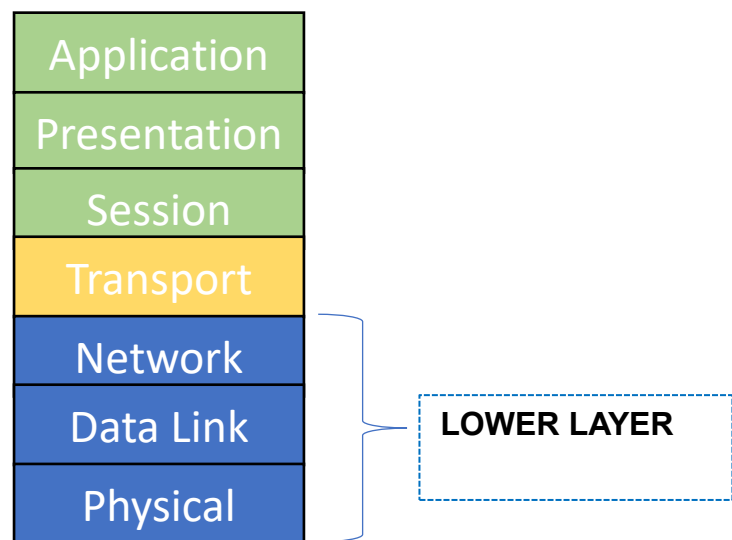 Application
Presentation
Session
Transport
Network
Data Link
Physical
LOWER LAYER